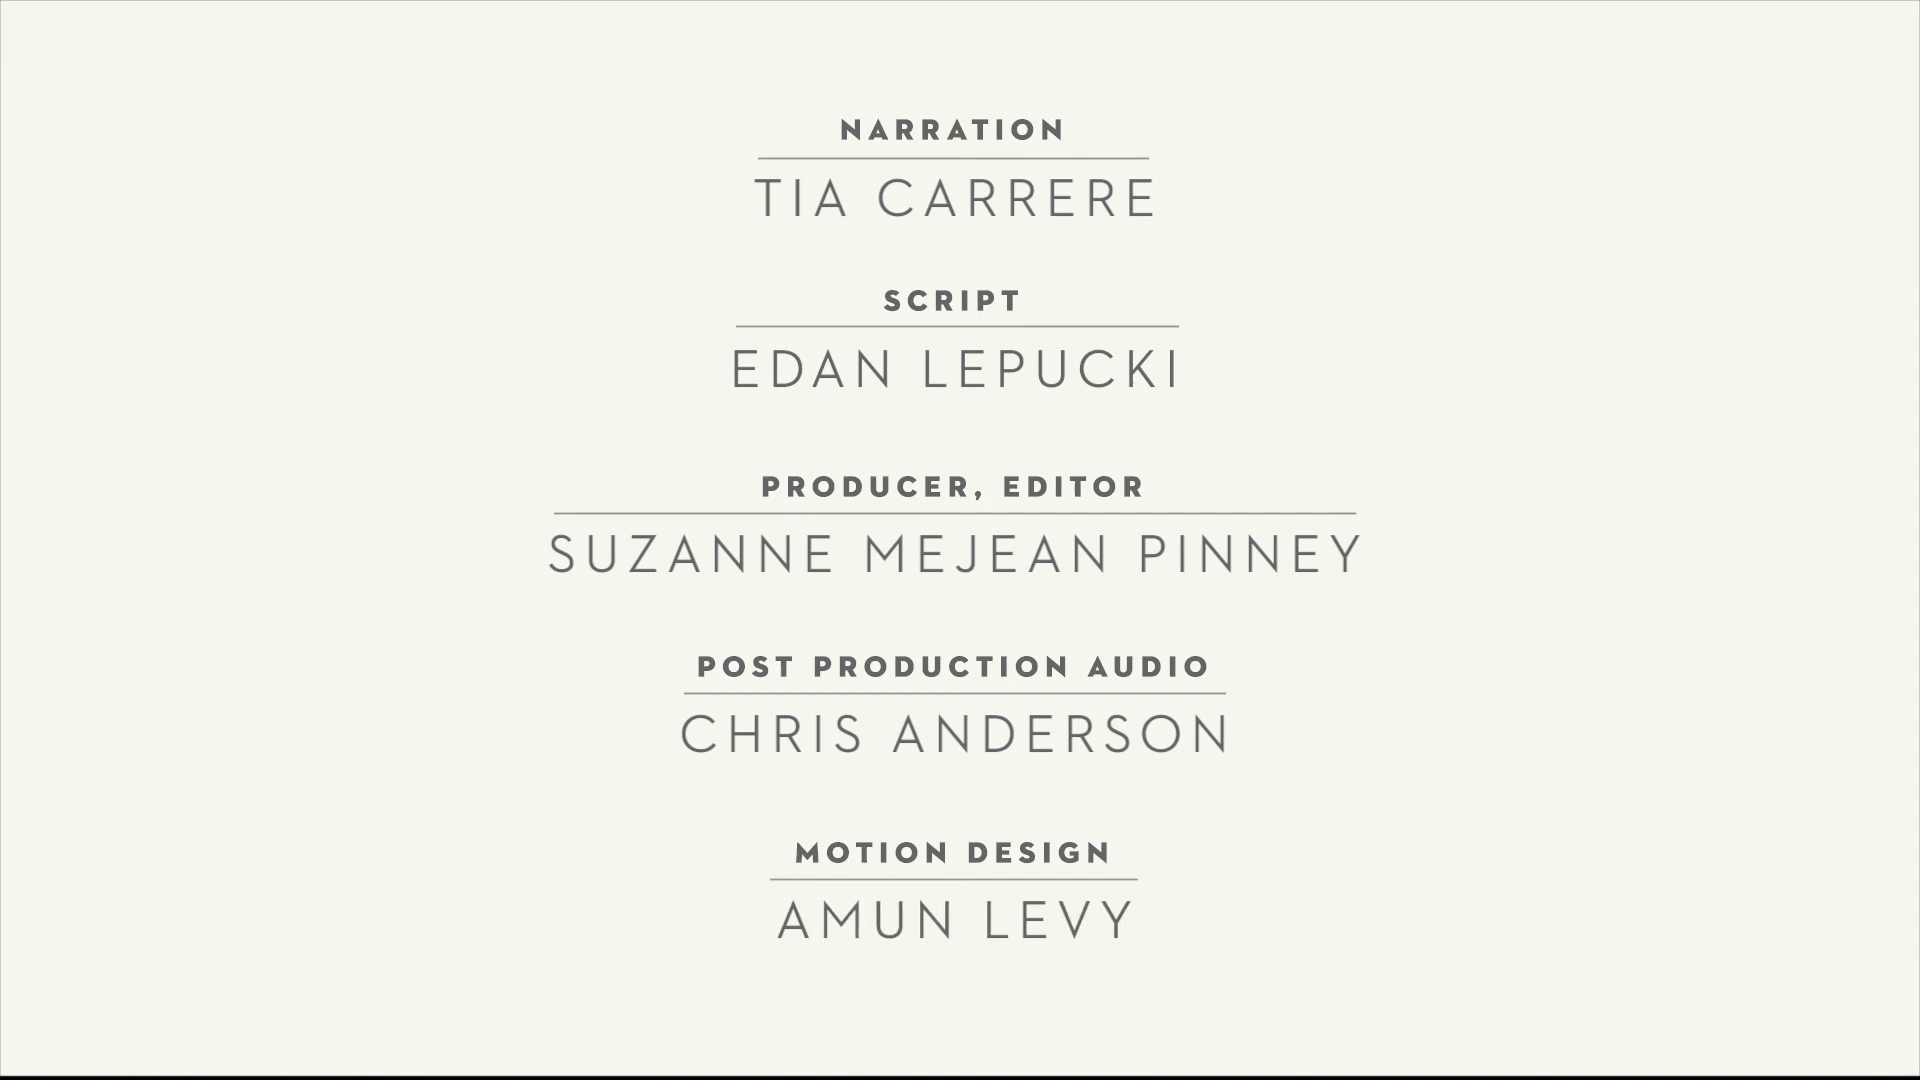 NARRATION
TIA CARRERE
SCRIPT
EDAN LEPUCKI
PRODUCER, EDITOR
SUZANNE MEJEAN PINNEY
POST PRODUCTION AUDIO
CHRIS ANDERSON
MOTION DESIGN
AMUN LEVY